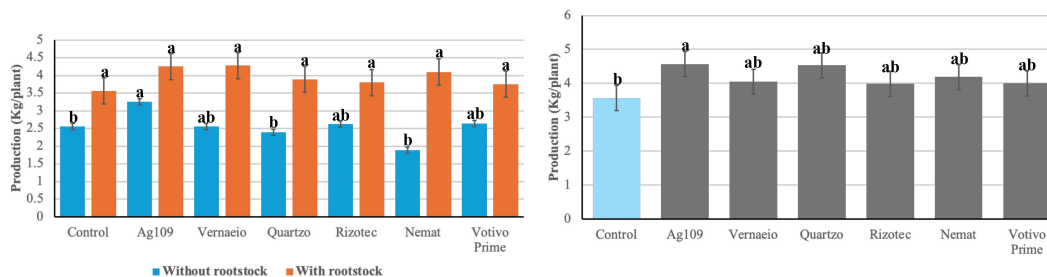 Production (Kg/plant)
5
4.5
4
3.5
3
2.5
2
1.5
1
0.5
0
b a a a ab a b a ab a b a ab a
Control Ag109 Vernaeio Quartzo Rizotec Nemat Votivo Prime
Without rootstock With rootstock
Production (Kg/plant)
6
5
4
3
2
1
0
b a ab ab ab ab ab
Control Ag109 Vernaeio Quartzo Rizotec Nemat Votivo Prime